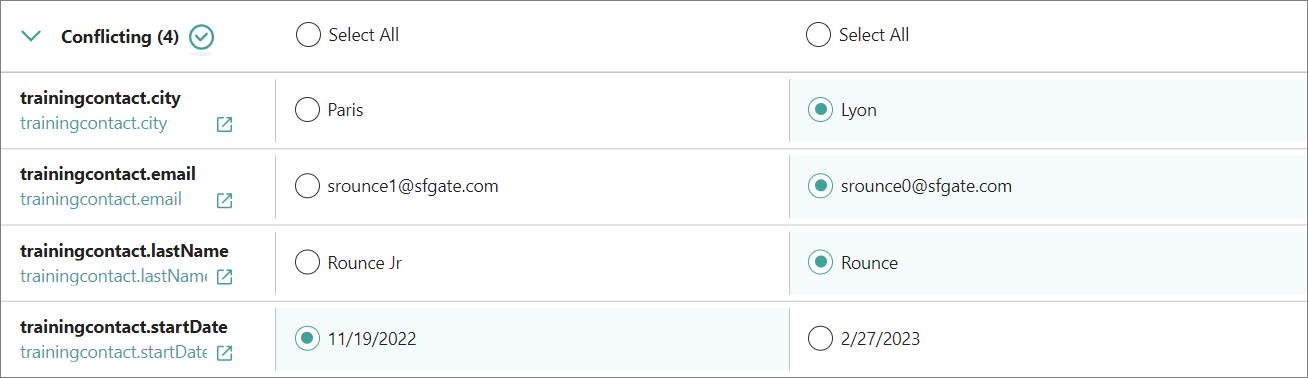 Conflicting (4) Select All Select All
trainingcontact.city
trainingcontact.city
Paris Lyon
trainingcontact.email
trainingcontact.email
srounce1@sfgate.com srounce0@sfgate.com
trainingcontact.lastName
trainingcontact.lastName
Rounce Jr Rounce
trainingcontact.startDate
trainingcontact.startDate
11/19/2022 2/27/2023